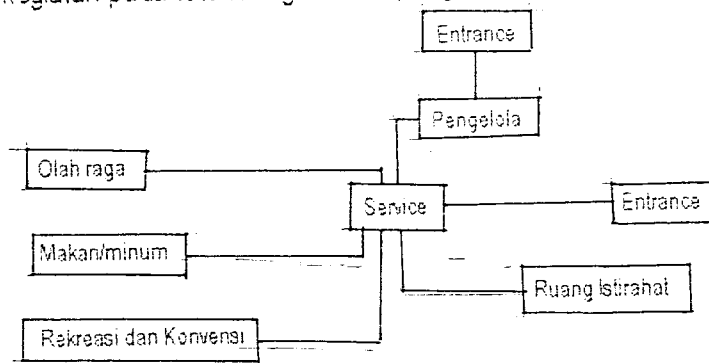 Entrance
Pengelola
Olah raga
Service
Entrance
Makan/minum
Ruang Istirahat
Rekreasi dan Konvensi